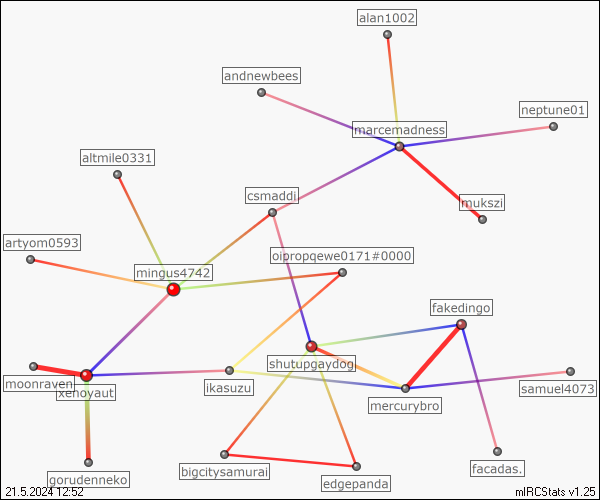 alan1002
andnewbees
neptune01
marcemadness
altmile0331
csmaddi
mukszi
artyom0593
oipropqewe0171#0000
mingus4742
fakedingo
shutupgaydog
moonraven
xenoyaut
ikasuzu
samuel4073
mercurybro
bigcitysamurai
facadas.
gorudenneko
edgepanda
21.5.2024 12:52
mIRCStats v1.25